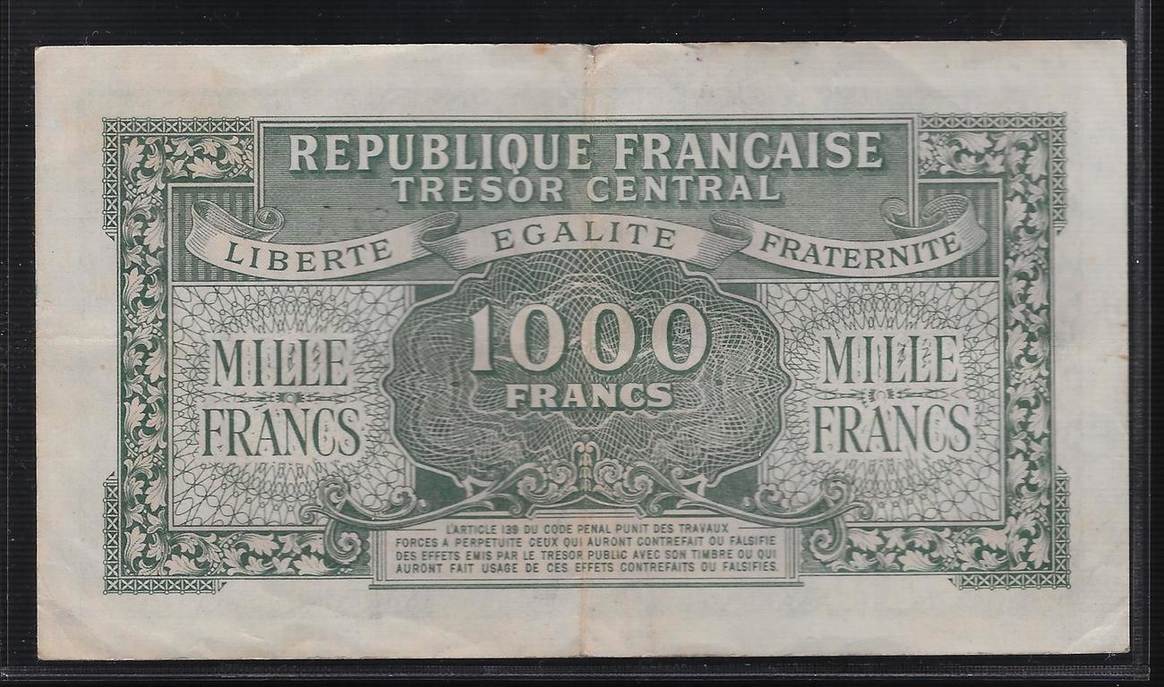 REPUBLIQUE FRANCAISE
TRESOR CENTRAL
LIBERTE EGALITE FRATERNITE
1000
FRANCS
MILLE
FRANCS
MILLE
FRANCS
L'ARTICLE 139 DU CODE PENAL PUNIT DES TRAVAUX
FORCES A PERPETUITE CEUX QUI AURONT CONTREFAIT OU FALSIFIE
DES EFFETS EMIS PAR LE TRESOR PUBLIC AVEC SON TIMBRE OU QUI
AURONT FAIT USAGE DE CES EFFETS CONTREFAITS OU FALSIFIES.